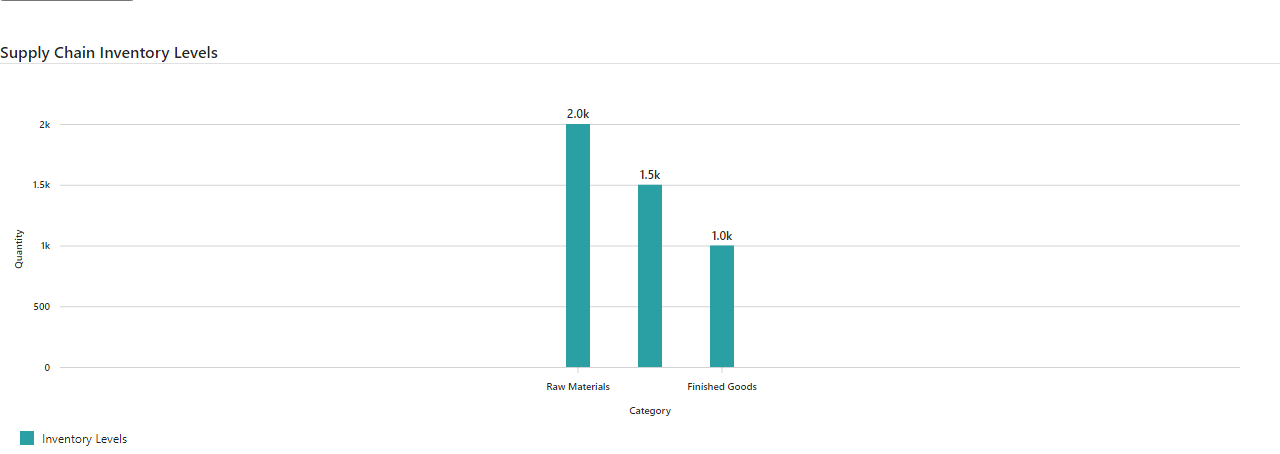 Supply Chain Inventory Levels
2.0k
2k
1.5k
1.5k
1.0k
1k
Quantity
500
0
Raw Materials
Finished Goods
Category
Inventory Levels